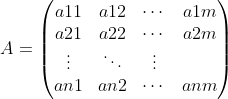 A = ( a11 a12 ⋯ a1m
a21 a22 ⋯ a2m
⋮ ⋱ ⋮
an1 an2 ⋯ anm )